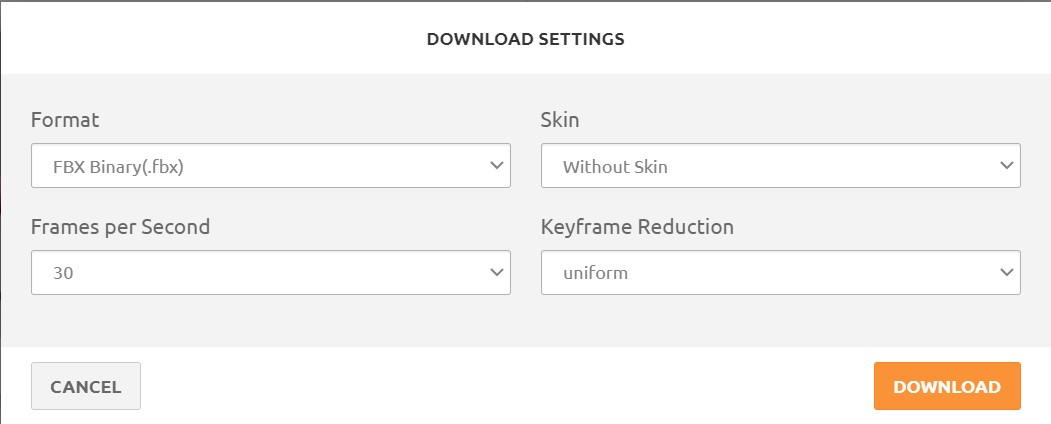 DOWNLOAD SETTINGS
Format
Skin
FBX Binary(.fbx)
Without Skin
Frames per Second
Keyframe Reduction
30
uniform
CANCEL
DOWNLOAD